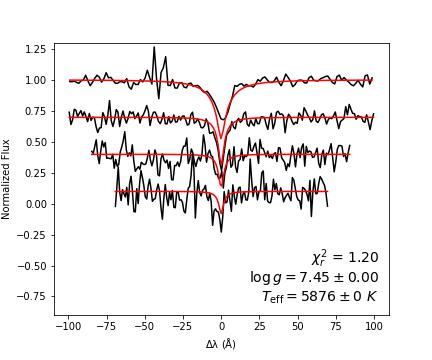 1.25
1.00
0.75
0.50
0.25
0.00
−0.25
−0.50
−0.75
Normalized Flux
χ²ᵣ = 1.20
log g = 7.45 ± 0.00
T_eff = 5876 ± 0 K
−100 −75 −50 −25 0 25 50 75 100
Δλ (Å)